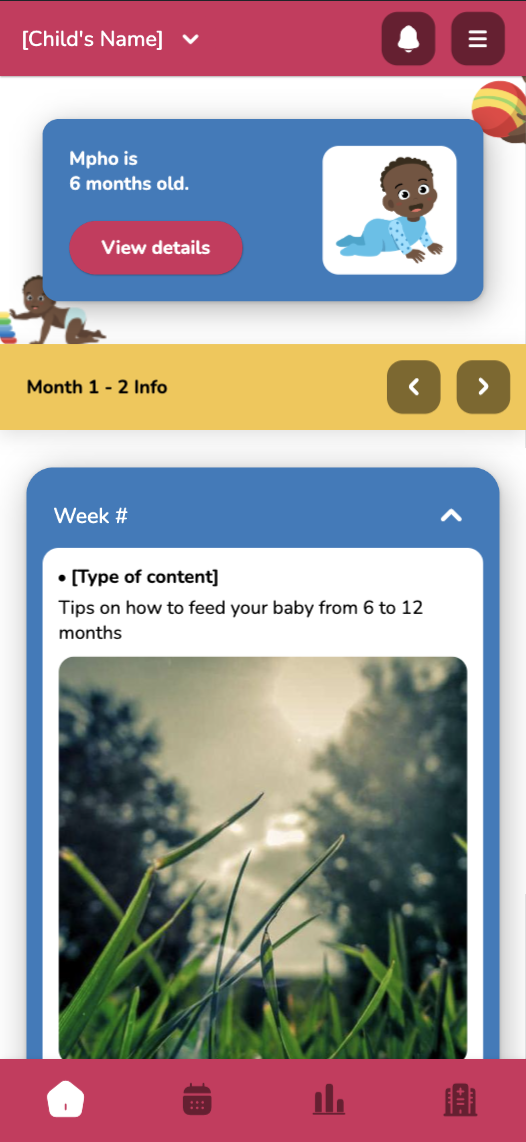 [Child's Name]
Mpho is
6 months old.
View details
Month 1 - 2 Info
Week #
• [Type of content]
Tips on how to feed your baby from 6 to 12
months